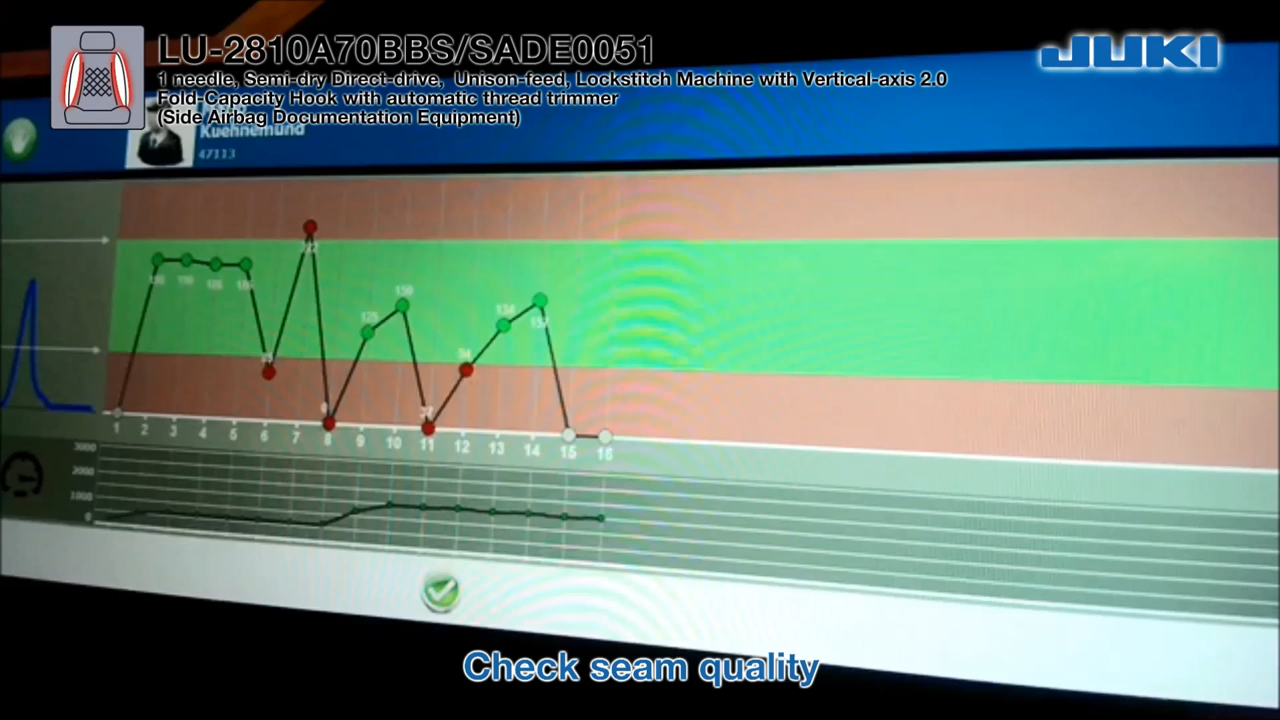 LU-2810A70BBS/SADE0051
JUKI
1 needle, Semi-dry Direct-drive, Unison-feed, Lockstitch Machine with Vertical-axis 2.0
Fold-Capacity Hook with automatic thread trimmer
(Side Airbag Documentation Equipment)
Kuehnemund
47113
125
150
1 2 3 4 5 6 7 8 9 10 11 12 13 14 15 16
3000
2000
1000
0
Check seam quality